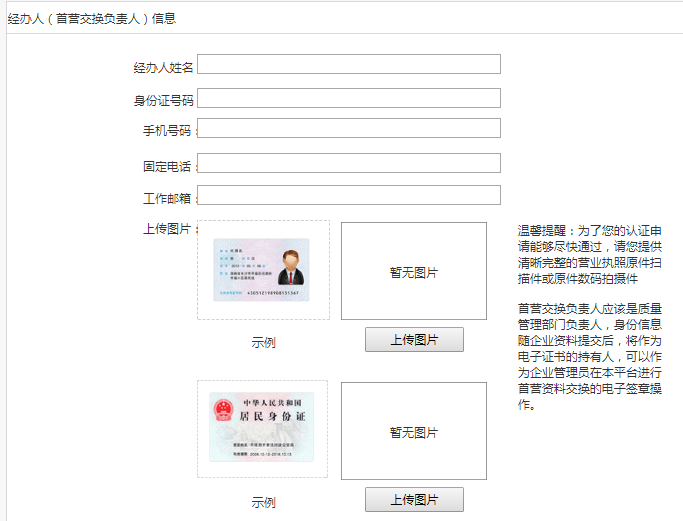 经办人（首营交换负责人）信息
经办人姓名
身份证号码
手机号码：
固定电话：
工作邮箱：
上传图片：
暂无图片
示例
上传图片
中华人民共和国
居民身份证
暂无图片
示例
上传图片
温馨提醒：为了您的认证申
请能够尽快通过，请您提供
清晰完整的营业执照原件扫
描件或原件数码拍摄件
首营交换负责人应该是质量
管理部门负责人，身份信息
随企业资料提交后，将作为
电子证书的持有人，可以作
为企业管理员在本平台进行
首营资料交换的电子签章操
作。